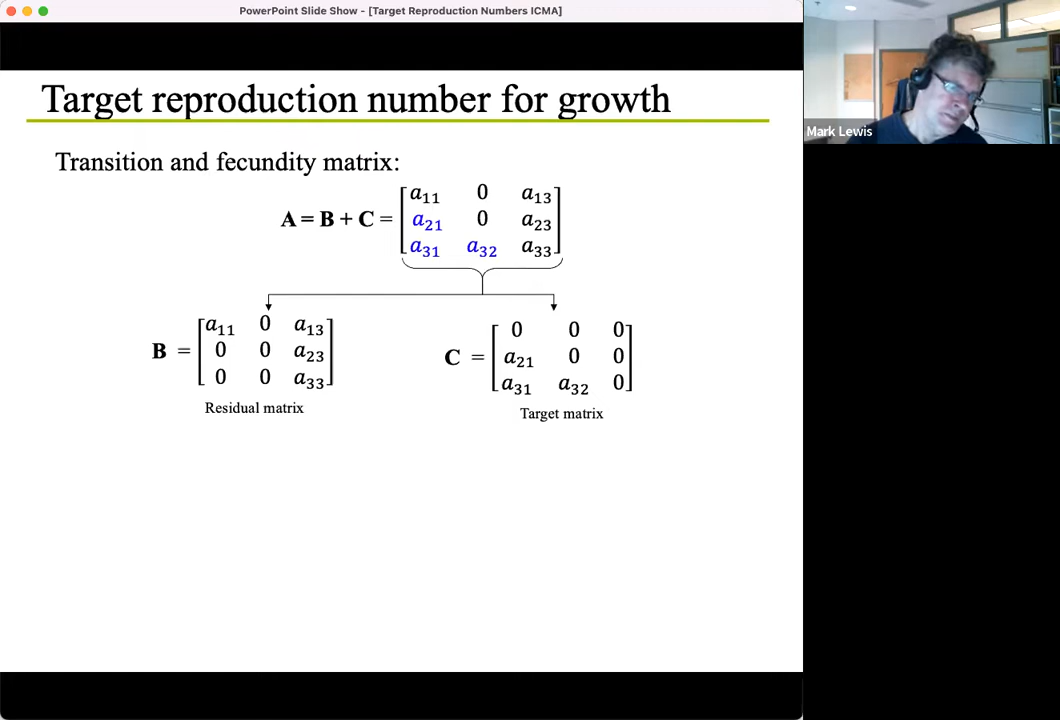 PowerPoint Slide Show - [Target Reproduction Numbers ICMA]
Target reproduction number for growth
Mark Lewis
Transition and fecundity matrix:
a₁₁ 0 a₁₃
A = B + C = a₂₁ 0 a₂₃
a₃₁ a₃₂ a₃₃
a₁₁ 0 a₁₃
B = 0 0 a₂₃
0 0 a₃₃
Residual matrix
0 0 0
C = a₂₁ 0 0
a₃₁ a₃₂ 0
Target matrix